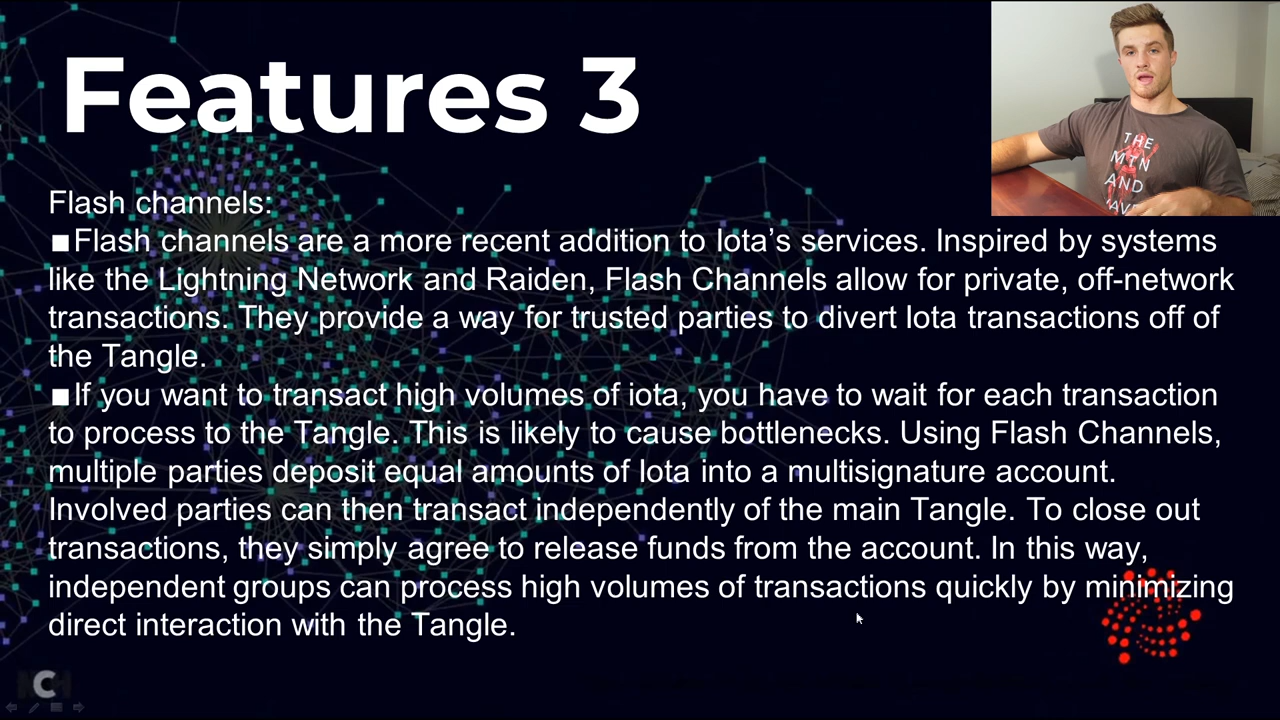 Features 3
THE
MTN
AND
Flash channels:
▪Flash channels are a more recent addition to Iota’s services. Inspired by systems
like the Lightning Network and Raiden, Flash Channels allow for private, off-network
transactions. They provide a way for trusted parties to divert Iota transactions off of
the Tangle.
▪If you want to transact high volumes of iota, you have to wait for each transaction
to process to the Tangle. This is likely to cause bottlenecks. Using Flash Channels,
multiple parties deposit equal amounts of Iota into a multisignature account.
Involved parties can then transact independently of the main Tangle. To close out
transactions, they simply agree to release funds from the account. In this way,
independent groups can process high volumes of transactions quickly by minimizing
direct interaction with the Tangle.